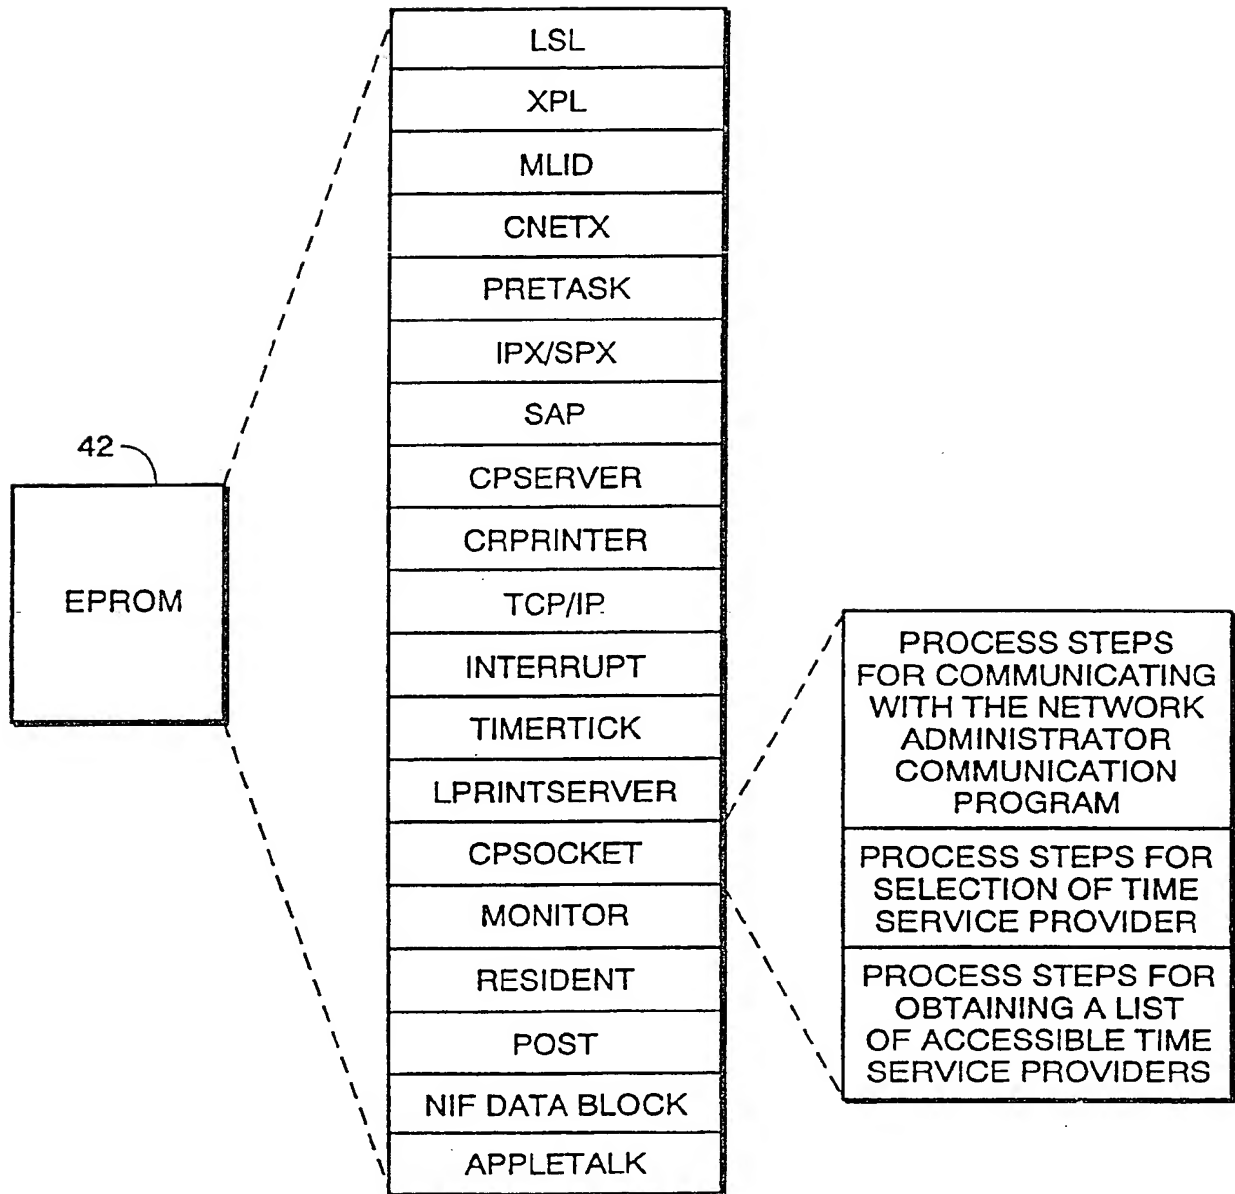 LSL
XPL
MLID
CNETX
PRETASK
IPX/SPX
SAP
CPSERVER
CRPRINTER
TCP/IP
INTERRUPT
TIMERTICK
LPRINTSERVER
CPSOCKET
MONITOR
RESIDENT
POST
NIF DATA BLOCK
APPLETALK
42
EPROM
PROCESS STEPS
FOR COMMUNICATING
WITH THE NETWORK
ADMINISTRATOR
COMMUNICATION
PROGRAM
PROCESS STEPS FOR
SELECTION OF TIME
SERVICE PROVIDER
PROCESS STEPS FOR
OBTAINING A LIST
OF ACCESSIBLE TIME
SERVICE PROVIDERS